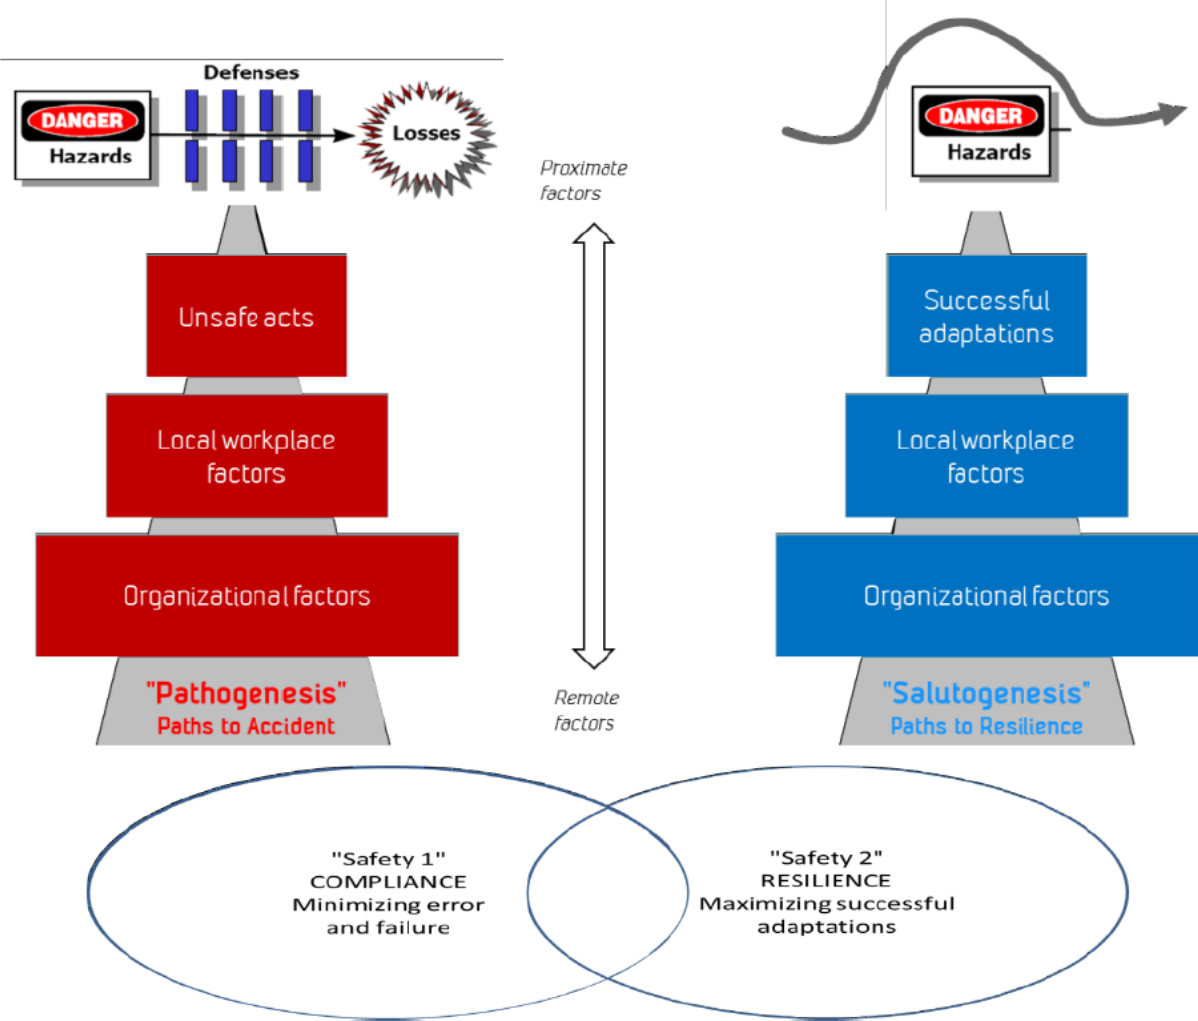 Defenses
DANGER
Hazards
Losses
Proximate
factors
DANGER
Hazards
Unsafe acts
Local workplace
factors
Organizational factors
"Pathogenesis"
Paths to Accident
Remote
factors
Successful
adaptations
Local workplace
factors
Organizational factors
"Salutogenesis"
Paths to Resilience
"Safety 1"
COMPLIANCE
Minimizing error
and failure
"Safety 2"
RESILIENCE
Maximizing successful
adaptations